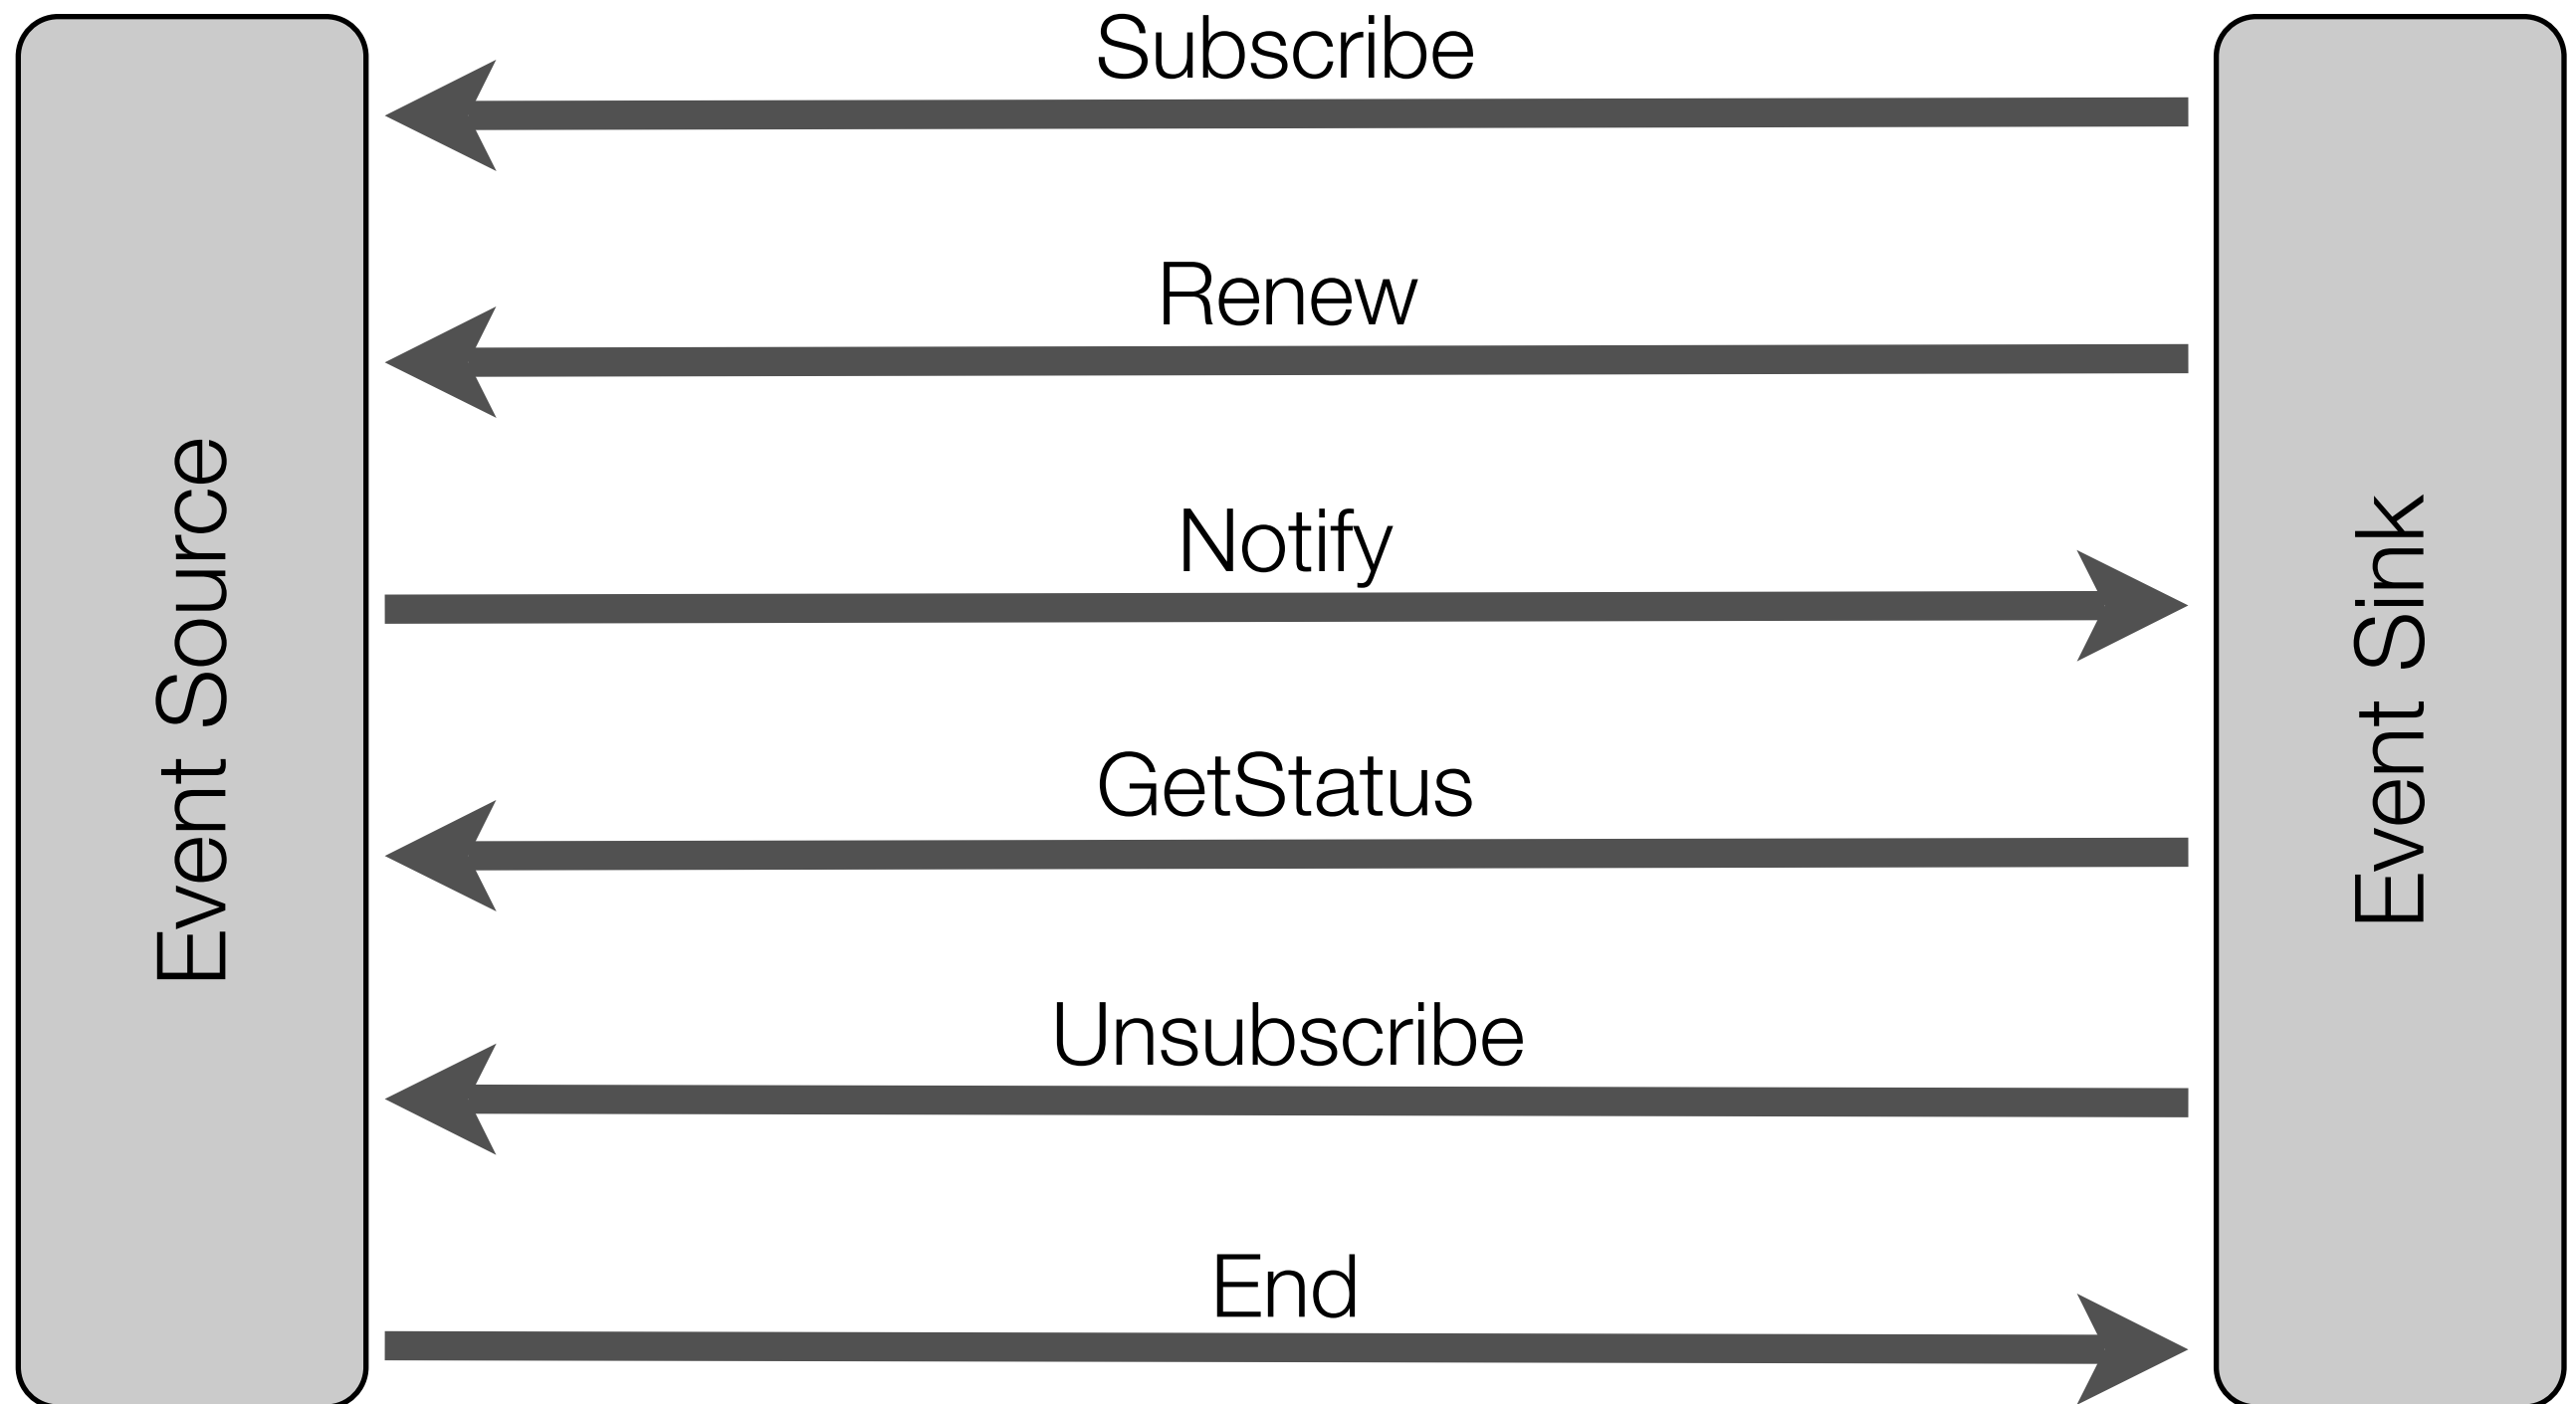 Subscribe
Renew
Notify
GetStatus
Unsubscribe
End
Event Source
Event Sink